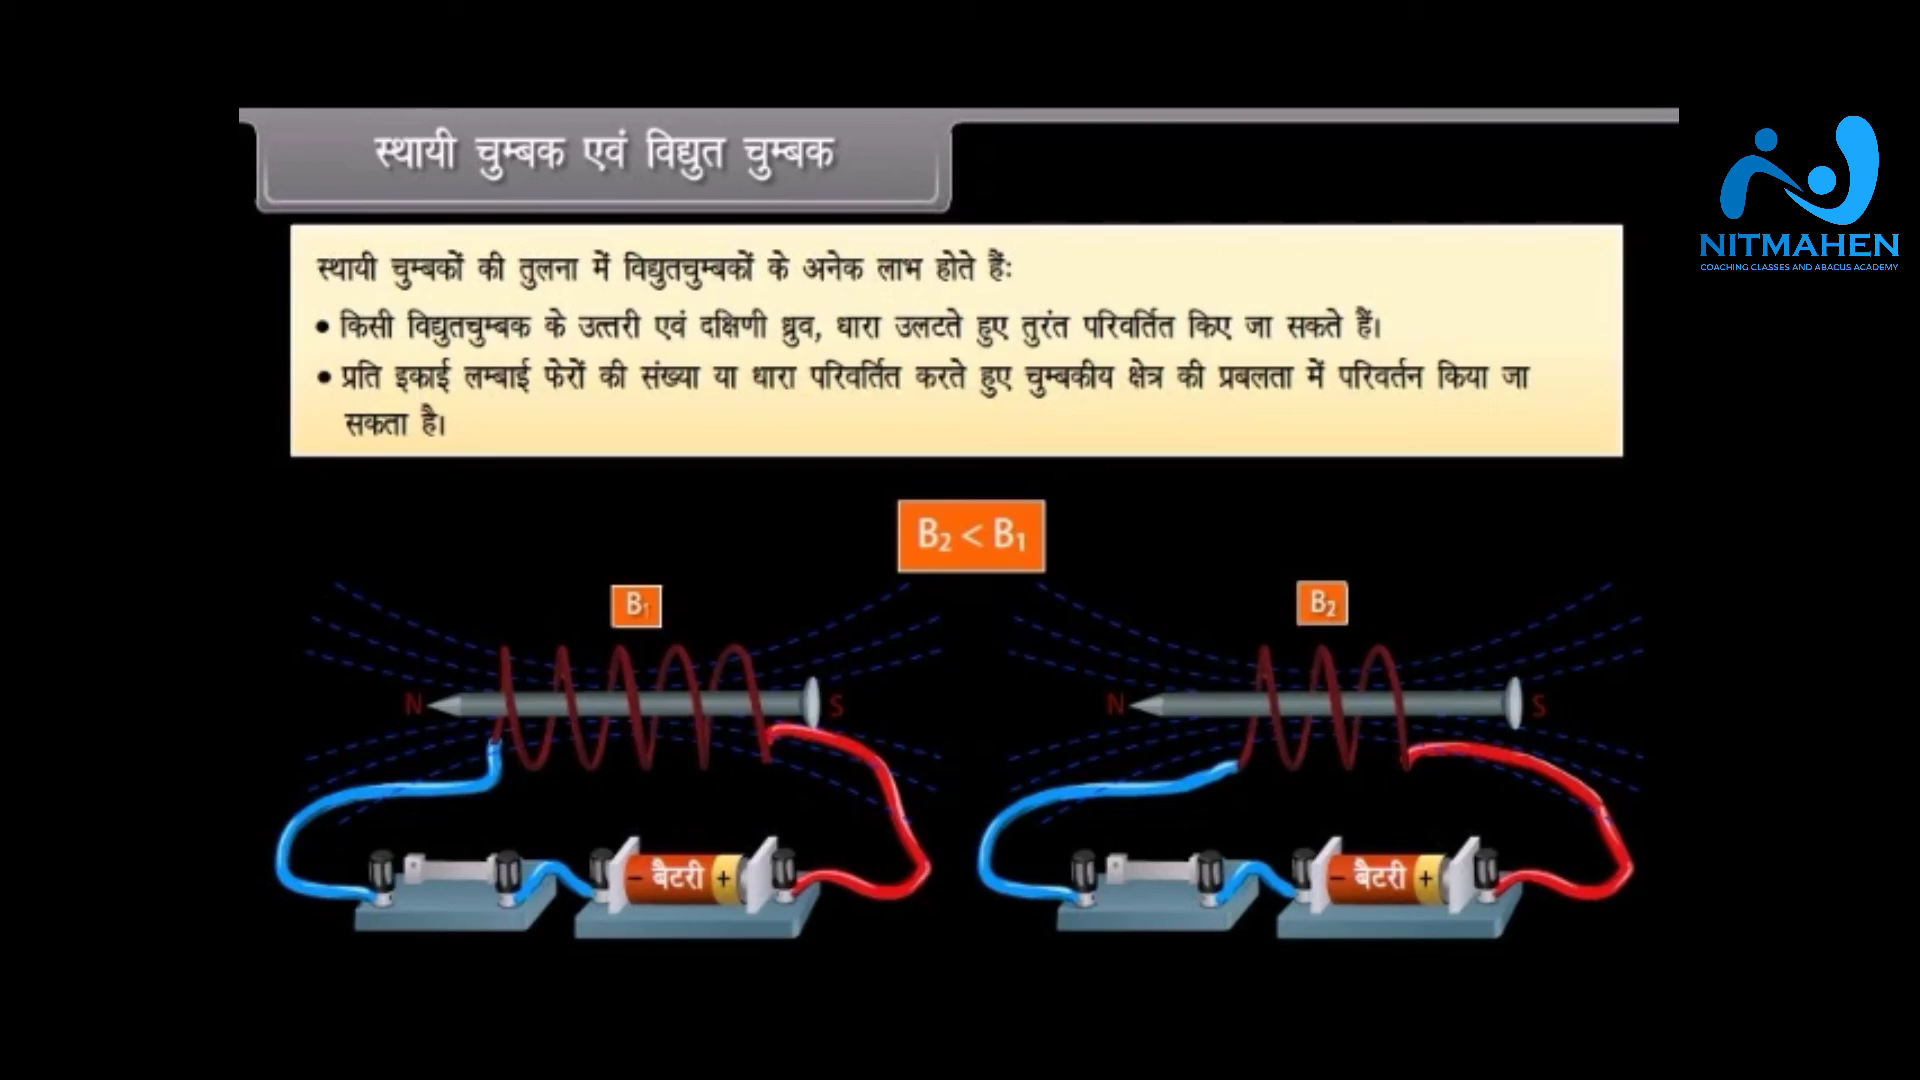 स्थायी चुम्बक एवं विद्युत चुम्बक
NITMAHEN
COACHING CLASSES AND ABACUS ACADEMY
स्थायी चुम्बकों की तुलना में विद्युतचुम्बकों के अनेक लाभ होते हैं:
• किसी विद्युतचुम्बक के उत्तरी एवं दक्षिणी ध्रुव, धारा उलटते हुए तुरंत परिवर्तित किए जा सकते हैं।
• प्रति इकाई लम्बाई फेरों की संख्या या धारा परिवर्तित करते हुए चुम्बकीय क्षेत्र की प्रबलता में परिवर्तन किया जा
सकता है।
B₂ < B₁
B₁
B₂
N S
N S
− बैटरी +
− बैटरी +